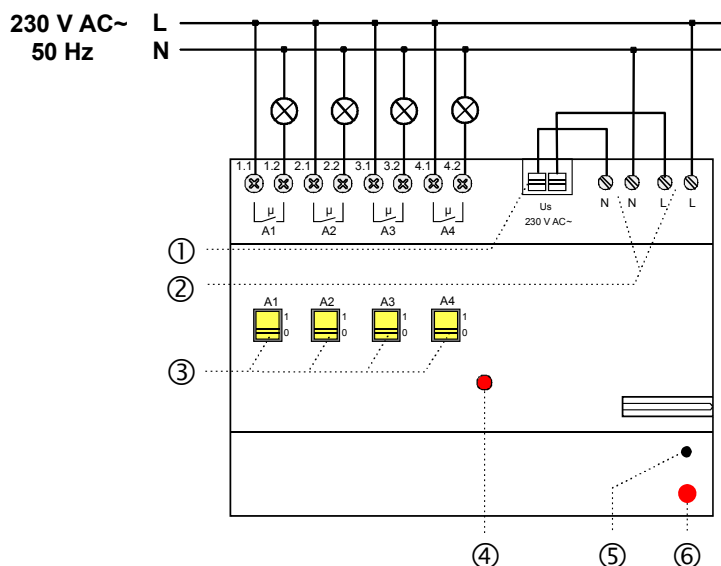 230 V AC~ L
50 Hz N
1.1 1.2 2.1 2.2 3.1 3.2 4.1 4.2
µ µ µ µ
A1 A2 A3 A4
Us
230 V AC~
N N L L
①
②
A1 A2 A3 A4
1 1 1 1
0 0 0 0
③
④ ⑤ ⑥